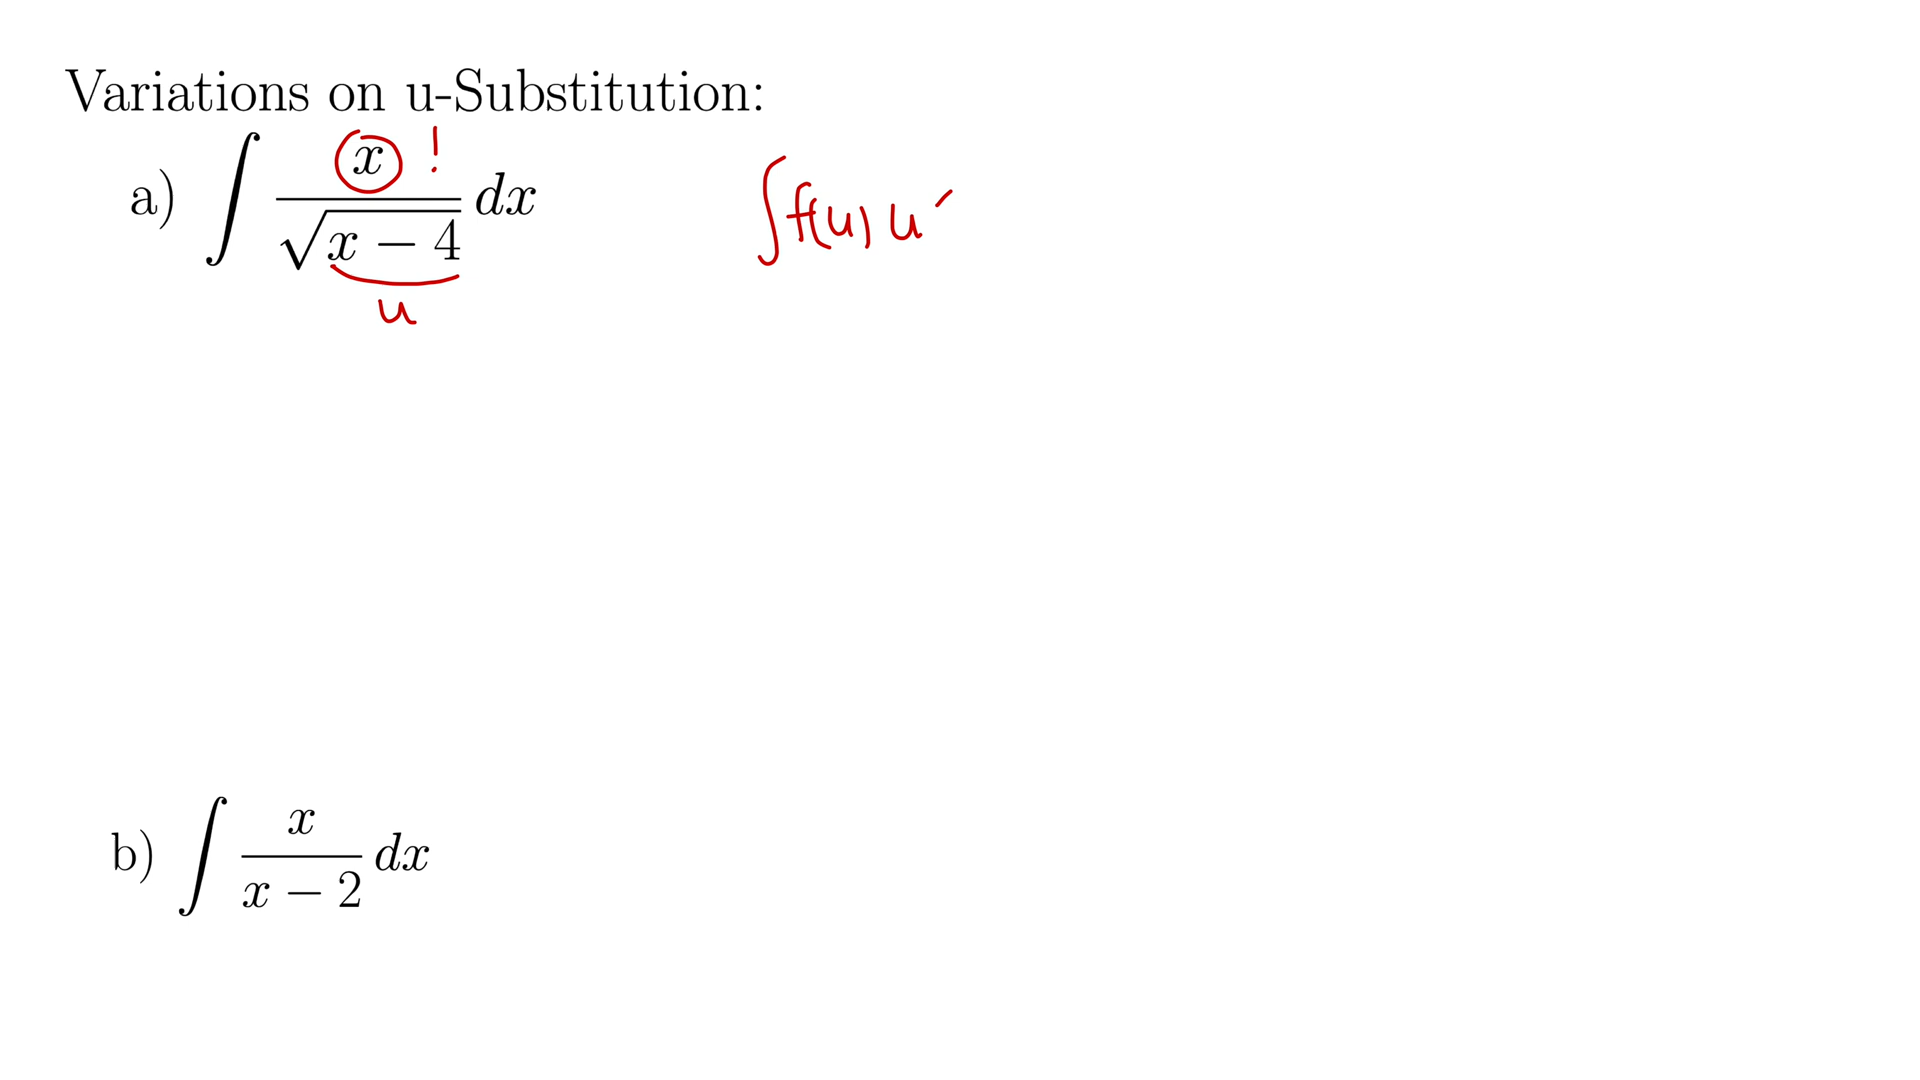 Variations on u-Substitution:
a) ∫ x / √(x − 4) dx
!
u
∫f(u) u′
b) ∫ x / (x − 2) dx